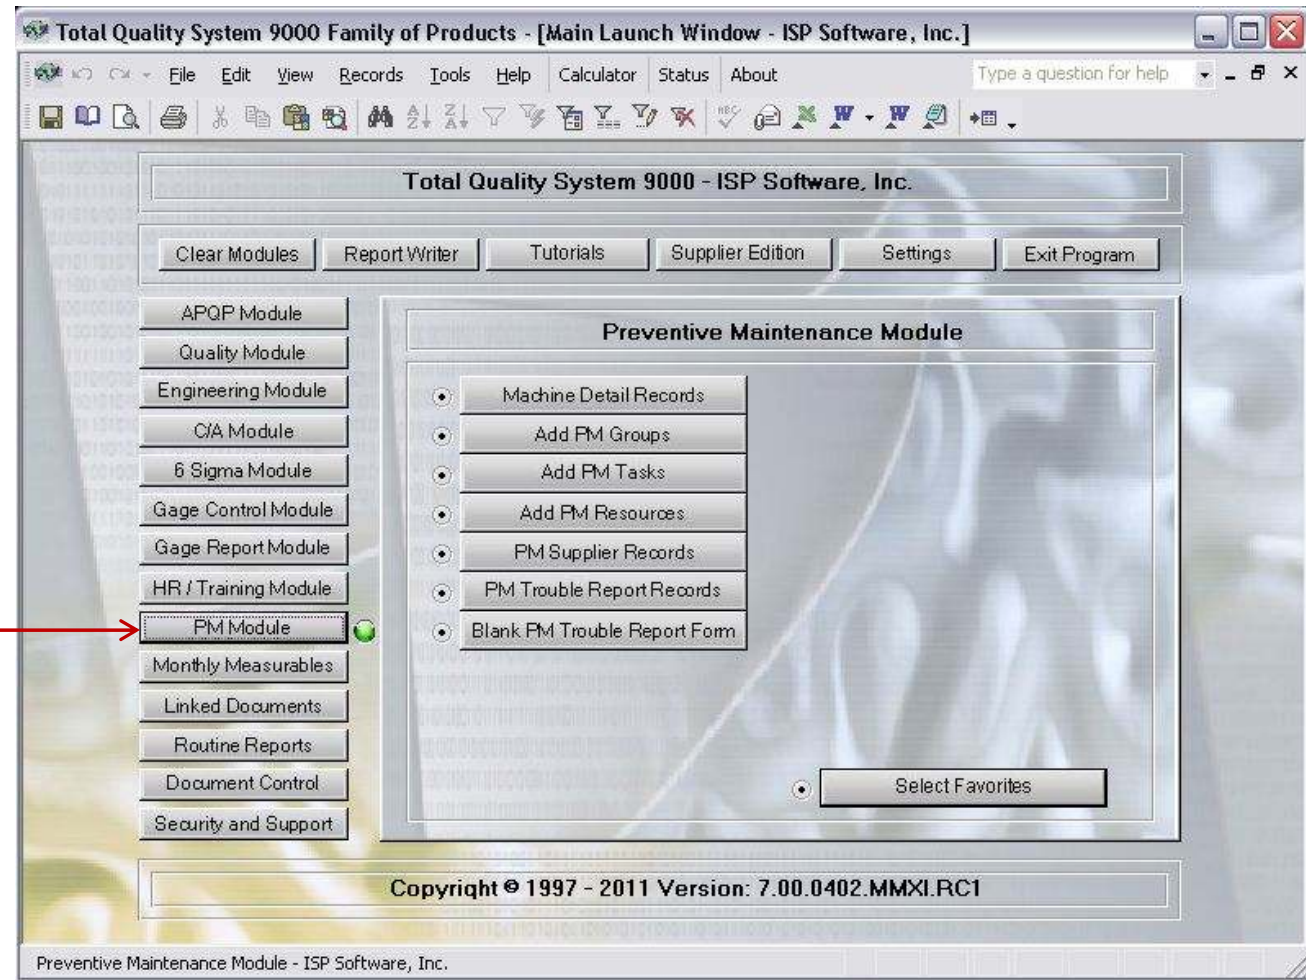 Total Quality System 9000 Family of Products - [Main Launch Window - ISP Software, Inc.]
File Edit View Records Tools Help Calculator Status About Type a question for help
Total Quality System 9000 - ISP Software, Inc.
Clear Modules Report Writer Tutorials Supplier Edition Settings Exit Program
APQP Module
Quality Module
Engineering Module
C/A Module
6 Sigma Module
Gage Control Module
Gage Report Module
HR / Training Module
PM Module
Monthly Measurables
Linked Documents
Routine Reports
Document Control
Security and Support
Preventive Maintenance Module
Machine Detail Records
Add PM Groups
Add PM Tasks
Add PM Resources
PM Supplier Records
PM Trouble Report Records
Blank PM Trouble Report Form
Select Favorites
Copyright © 1997 - 2011 Version: 7.00.0402.MMXI.RC1
Preventive Maintenance Module - ISP Software, Inc.